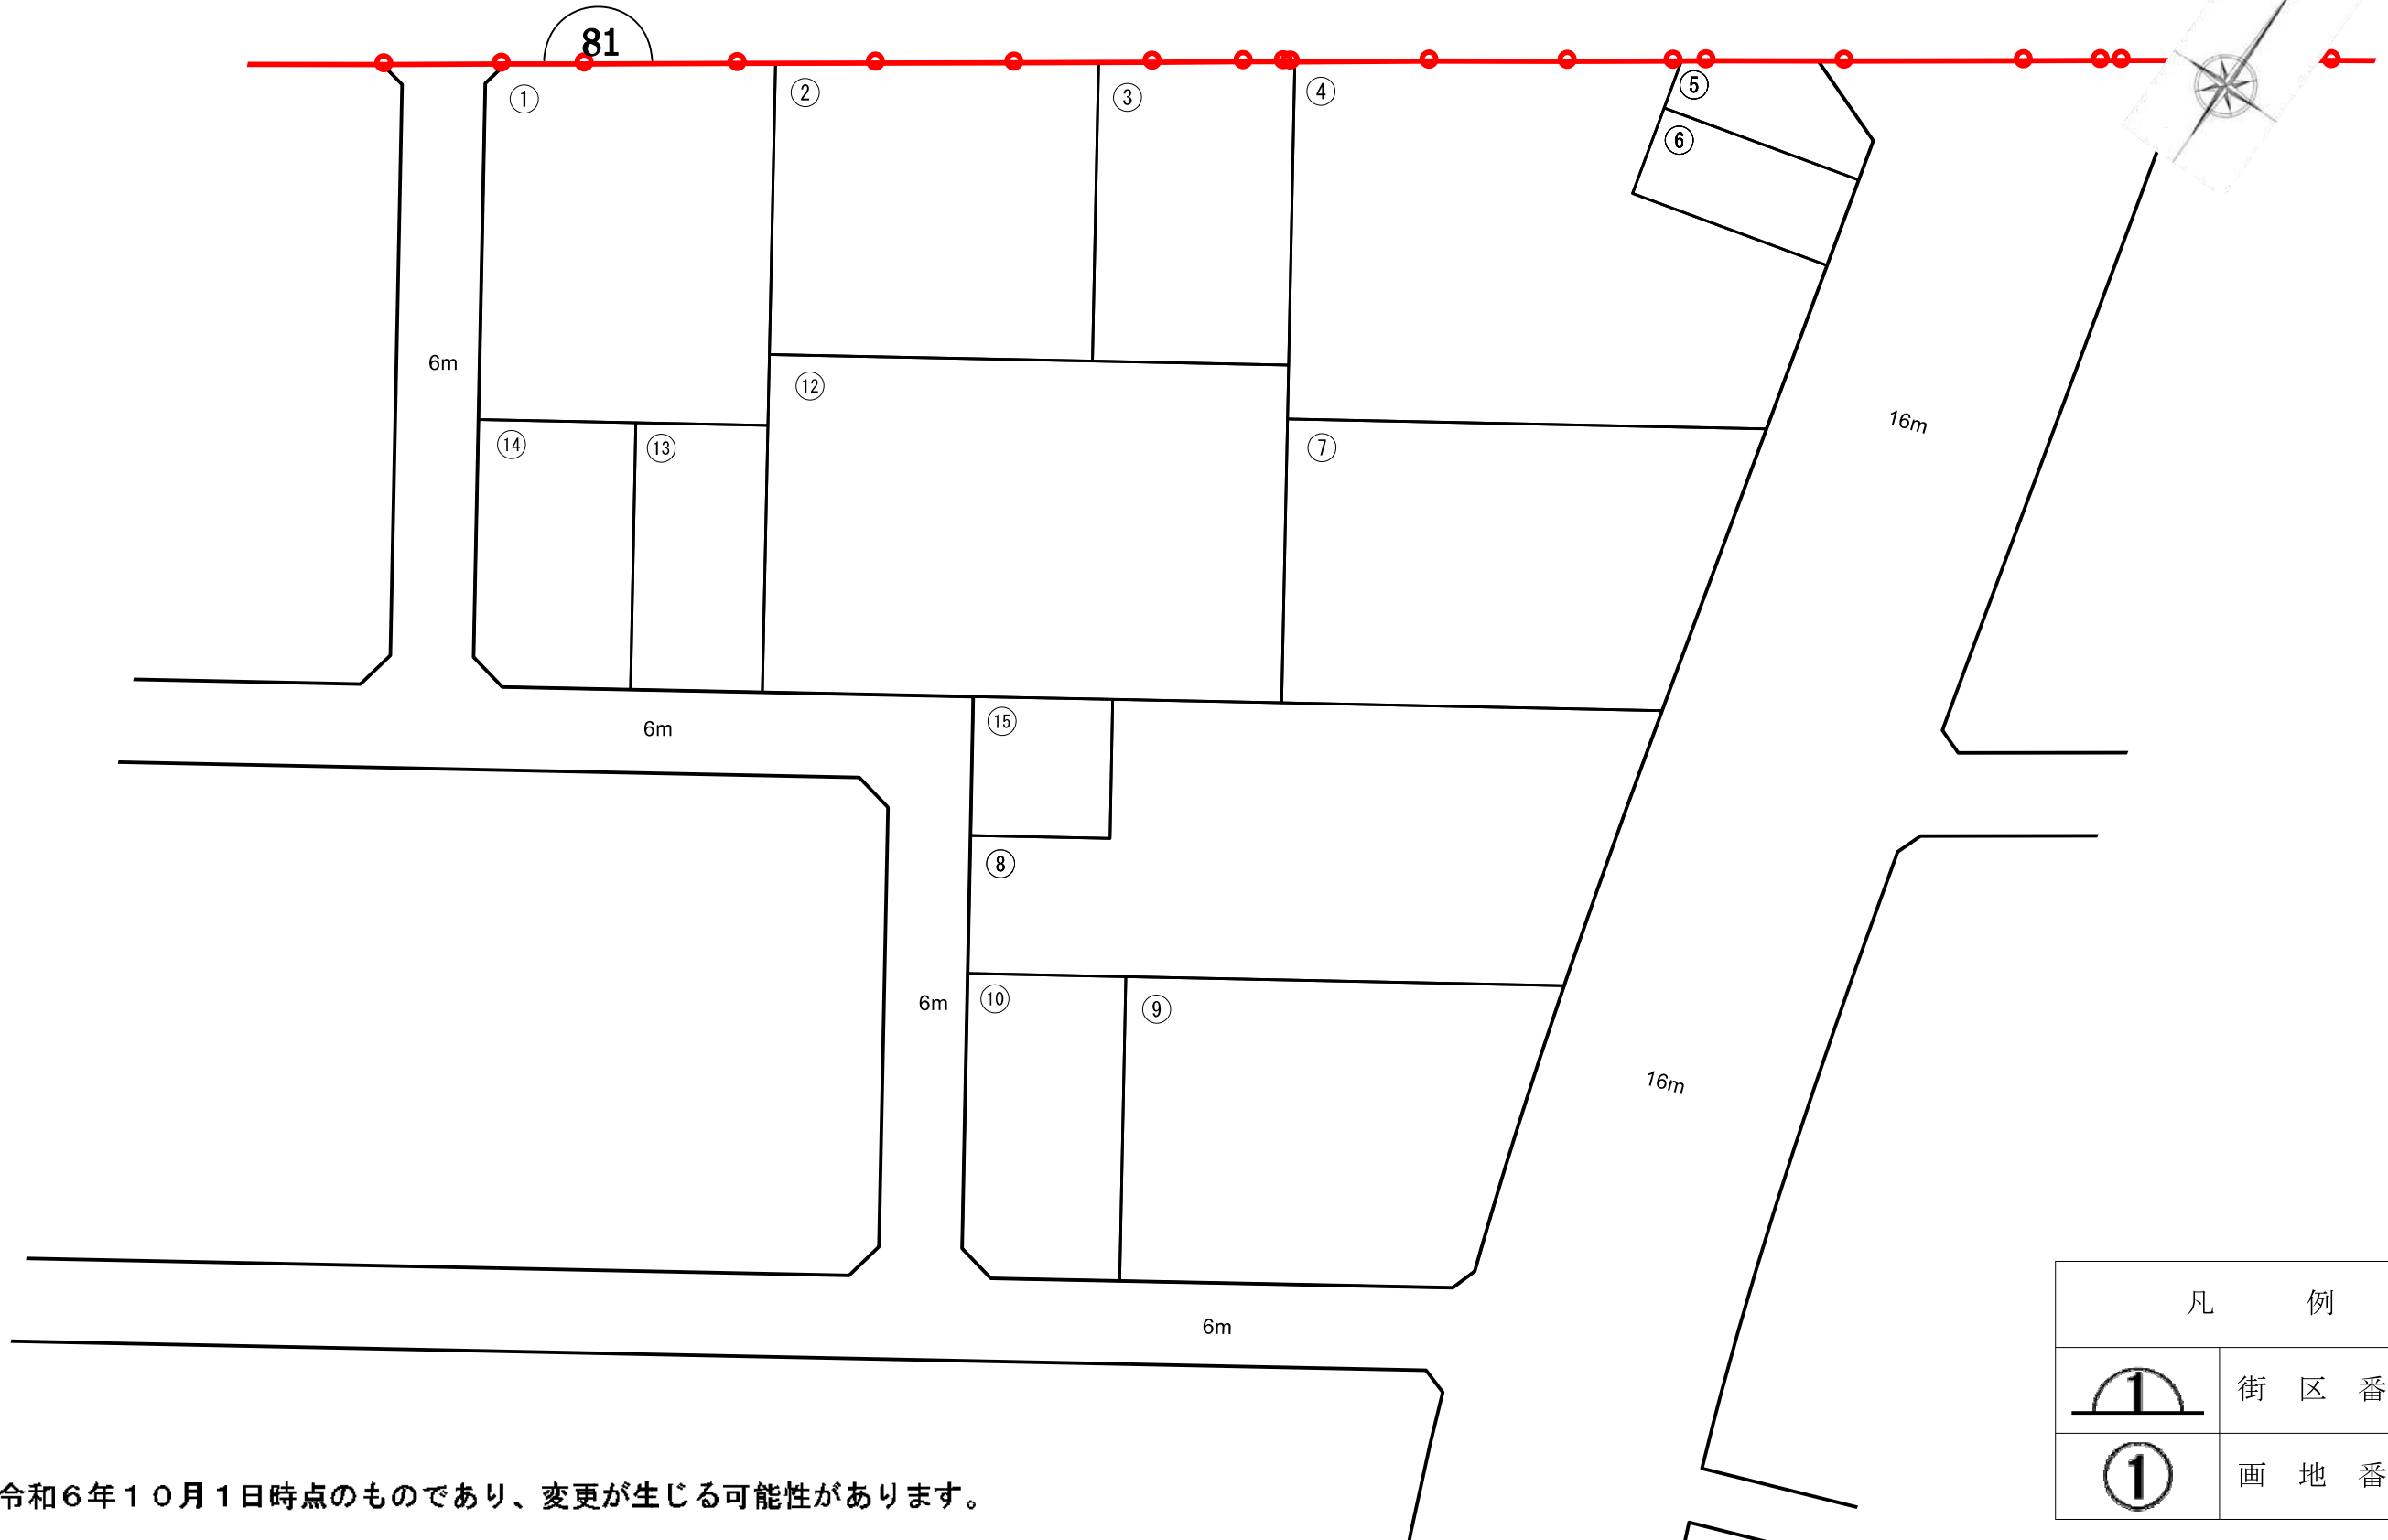 81
①
②
③
④
⑤
⑥
6m
⑫
16m
⑭
⑬
⑦
⑮
6m
⑧
⑩
⑨
6m
16m
6m
凡 例
1
街 区 番
1
画 地 番
令和6年10月1日時点のものであり、変更が生じる可能性があります。